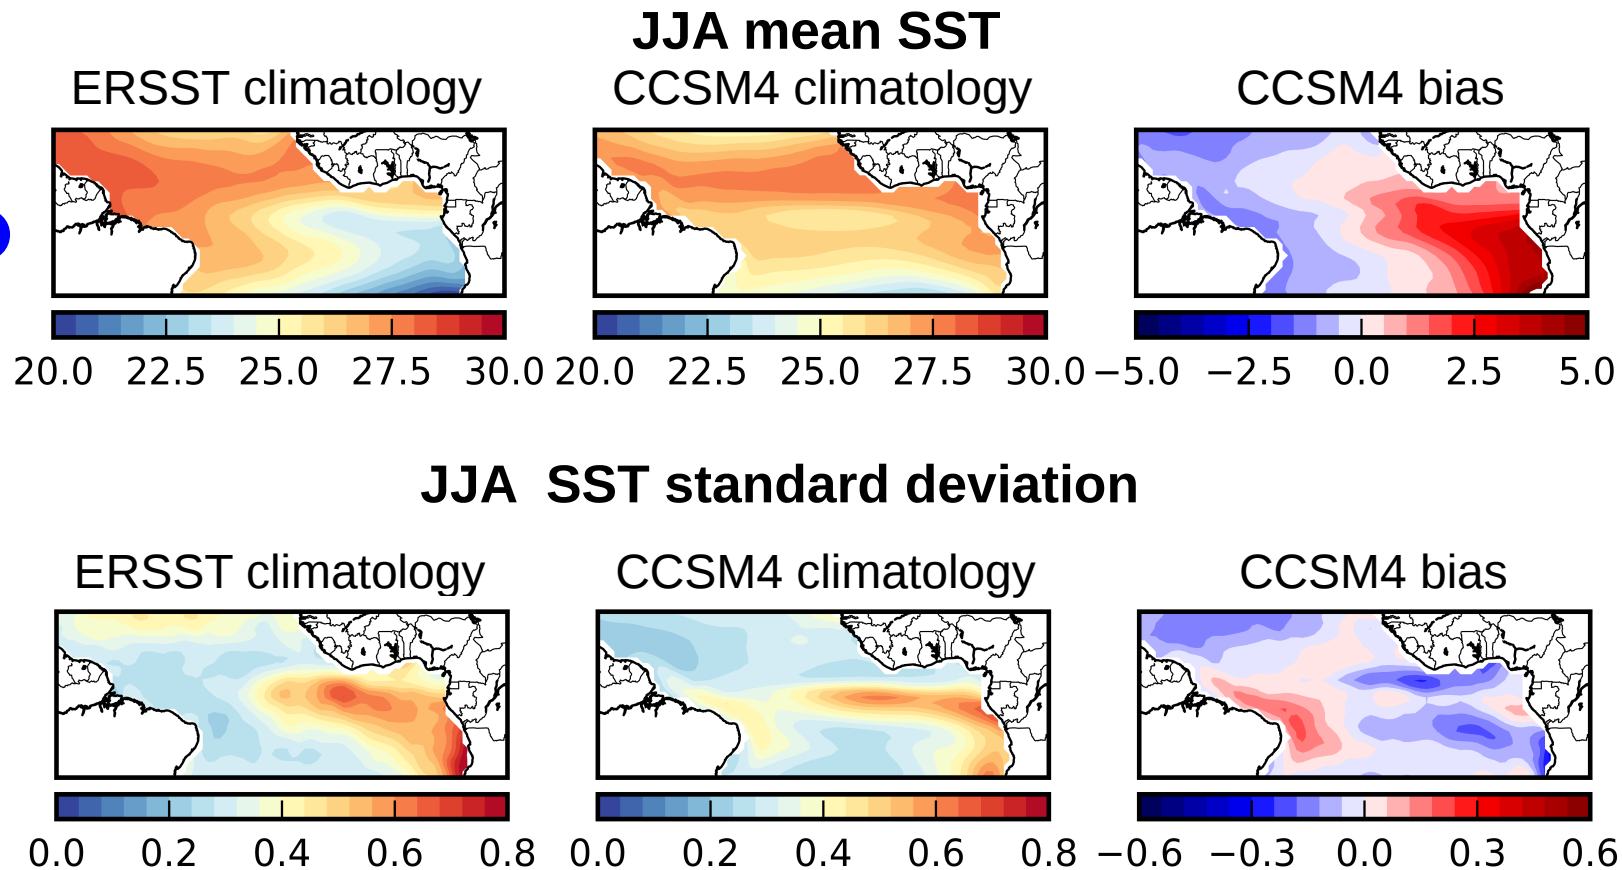 JJA mean SST
ERSST climatology CCSM4 climatology CCSM4 bias
20.0 22.5 25.0 27.5 30.0 20.0 22.5 25.0 27.5 30.0 −5.0 −2.5 0.0 2.5 5.0
JJA SST standard deviation
ERSST climatology CCSM4 climatology CCSM4 bias
0.0 0.2 0.4 0.6 0.8 0.0 0.2 0.4 0.6 0.8 −0.6 −0.3 0.0 0.3 0.6